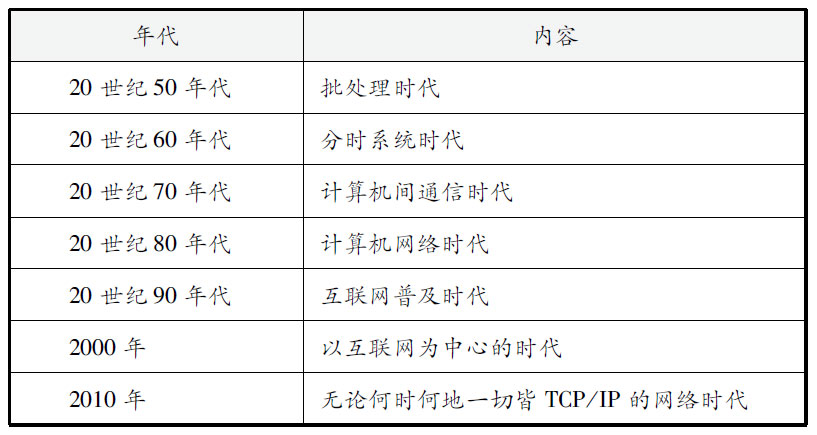 年代 内容
20 世纪 50 年代 批处理时代
20 世纪 60 年代 分时系统时代
20 世纪 70 年代 计算机间通信时代
20 世纪 80 年代 计算机网络时代
20 世纪 90 年代 互联网普及时代
2000 年 以互联网为中心的时代
2010 年 无论何时何地一切皆 TCP/IP 的网络时代